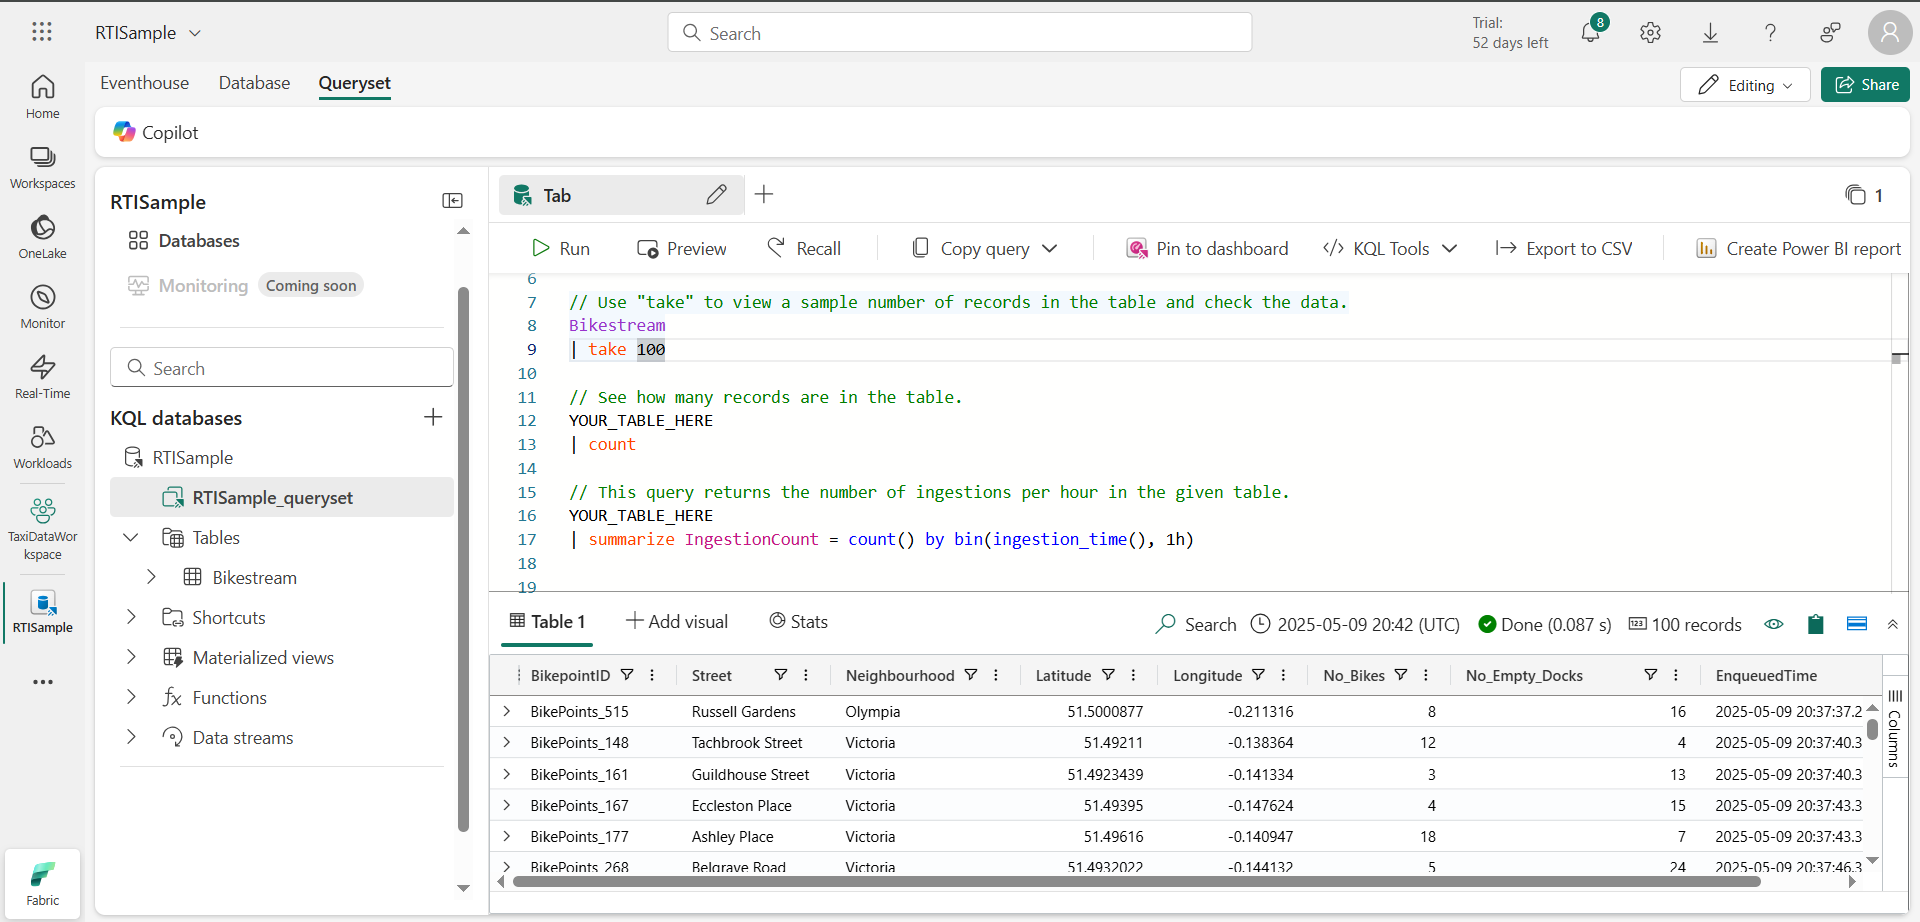 RTISample
Search
Trial:
52 days left
8
Home
Workspaces
OneLake
Monitor
Real-Time
Workloads
TaxiDataWor
kspace
RTISample
Fabric
Eventhouse
Database
Queryset
Editing
Share
Copilot
RTISample
Databases
Monitoring
Coming soon
Search
KQL databases
RTISample
RTISample_queryset
Tables
Bikestream
Shortcuts
Materialized views
Functions
Data streams
Tab
1
Run
Preview
Recall
Copy query
Pin to dashboard
KQL Tools
Export to CSV
Create Power BI report
6
7 // Use "take" to view a sample number of records in the table and check the data.
8 Bikestream
9 | take 100
10
11 // See how many records are in the table.
12 YOUR_TABLE_HERE
13 | count
14
15 // This query returns the number of ingestions per hour in the given table.
16 YOUR_TABLE_HERE
17 | summarize IngestionCount = count() by bin(ingestion_time(), 1h)
18
19
Table 1
Add visual
Stats
Search
2025-05-09 20:42 (UTC)
Done (0.087 s)
123 100 records
BikepointID Street Neighbourhood Latitude Longitude No_Bikes No_Empty_Docks EnqueuedTime
BikePoints_515 Russell Gardens Olympia 51.5000877 -0.211316 8 16 2025-05-09 20:37:37.2
BikePoints_148 Tachbrook Street Victoria 51.49211 -0.138364 12 4 2025-05-09 20:37:40.3
BikePoints_161 Guildhouse Street Victoria 51.4923439 -0.141334 3 13 2025-05-09 20:37:40.3
BikePoints_167 Eccleston Place Victoria 51.49395 -0.147624 4 15 2025-05-09 20:37:43.3
BikePoints_177 Ashley Place Victoria 51.49616 -0.140947 18 7 2025-05-09 20:37:43.3
BikePoints_268 Belgrave Road Victoria 51.4932022 -0.144132 5 24 2025-05-09 20:37:46.3
Columns